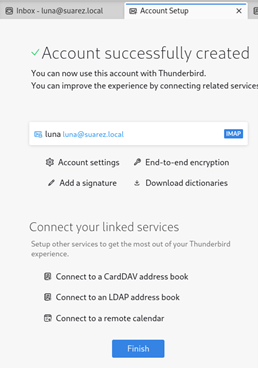 Inbox - luna@suarez.local
Account Setup
Account successfully created
You can now use this account with Thunderbird.
You can improve the experience by connecting related services
luna luna@suarez.local IMAP
Account settings
End-to-end encryption
Add a signature
Download dictionaries
Connect your linked services
Setup other services to get the most out of your Thunderbird
experience.
Connect to a CardDAV address book
Connect to an LDAP address book
Connect to a remote calendar
Finish